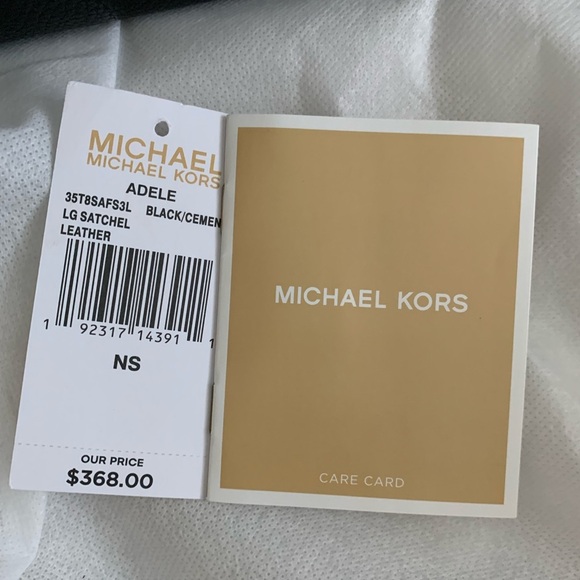 MICHAEL
MICHAEL KORS
ADELE
35T8SAFS3L BLACK/CEMEN
LG SATCHEL
LEATHER
1 92317 14391 1
NS
OUR PRICE
$368.00
MICHAEL KORS
CARE CARD